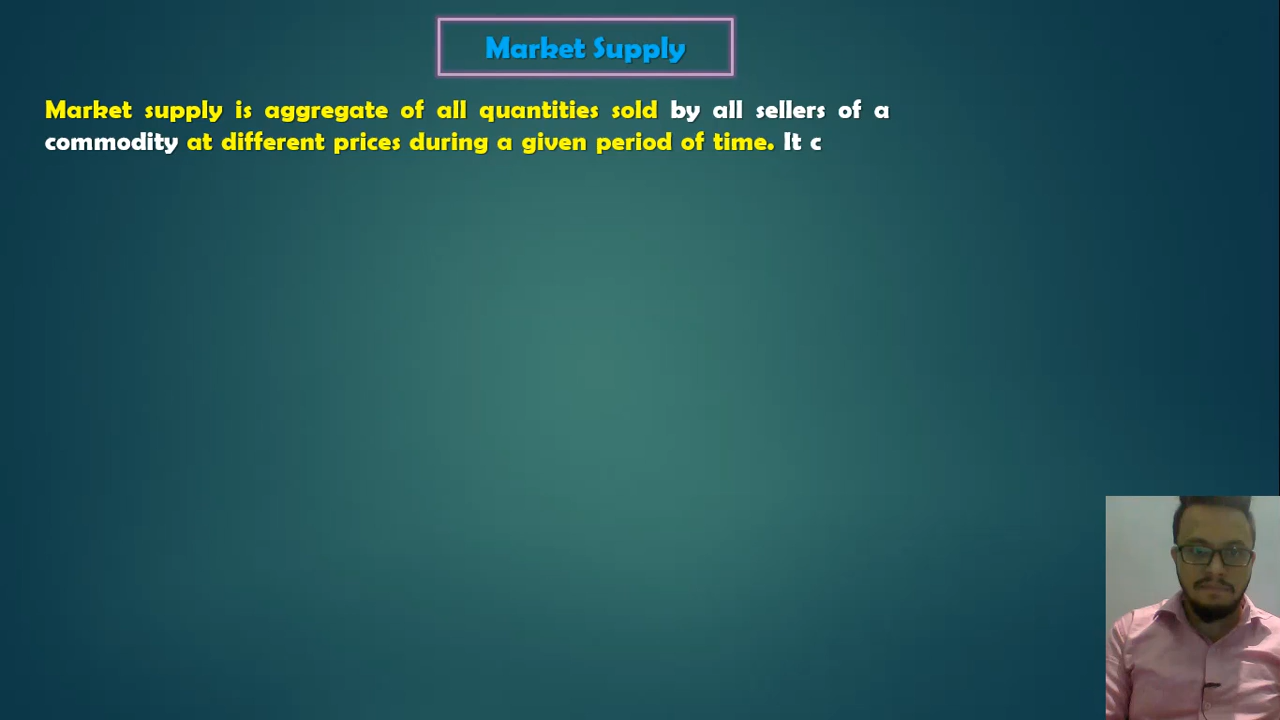 Market Supply
Market supply is aggregate of all quantities sold by all sellers of a
commodity at different prices during a given period of time. It c